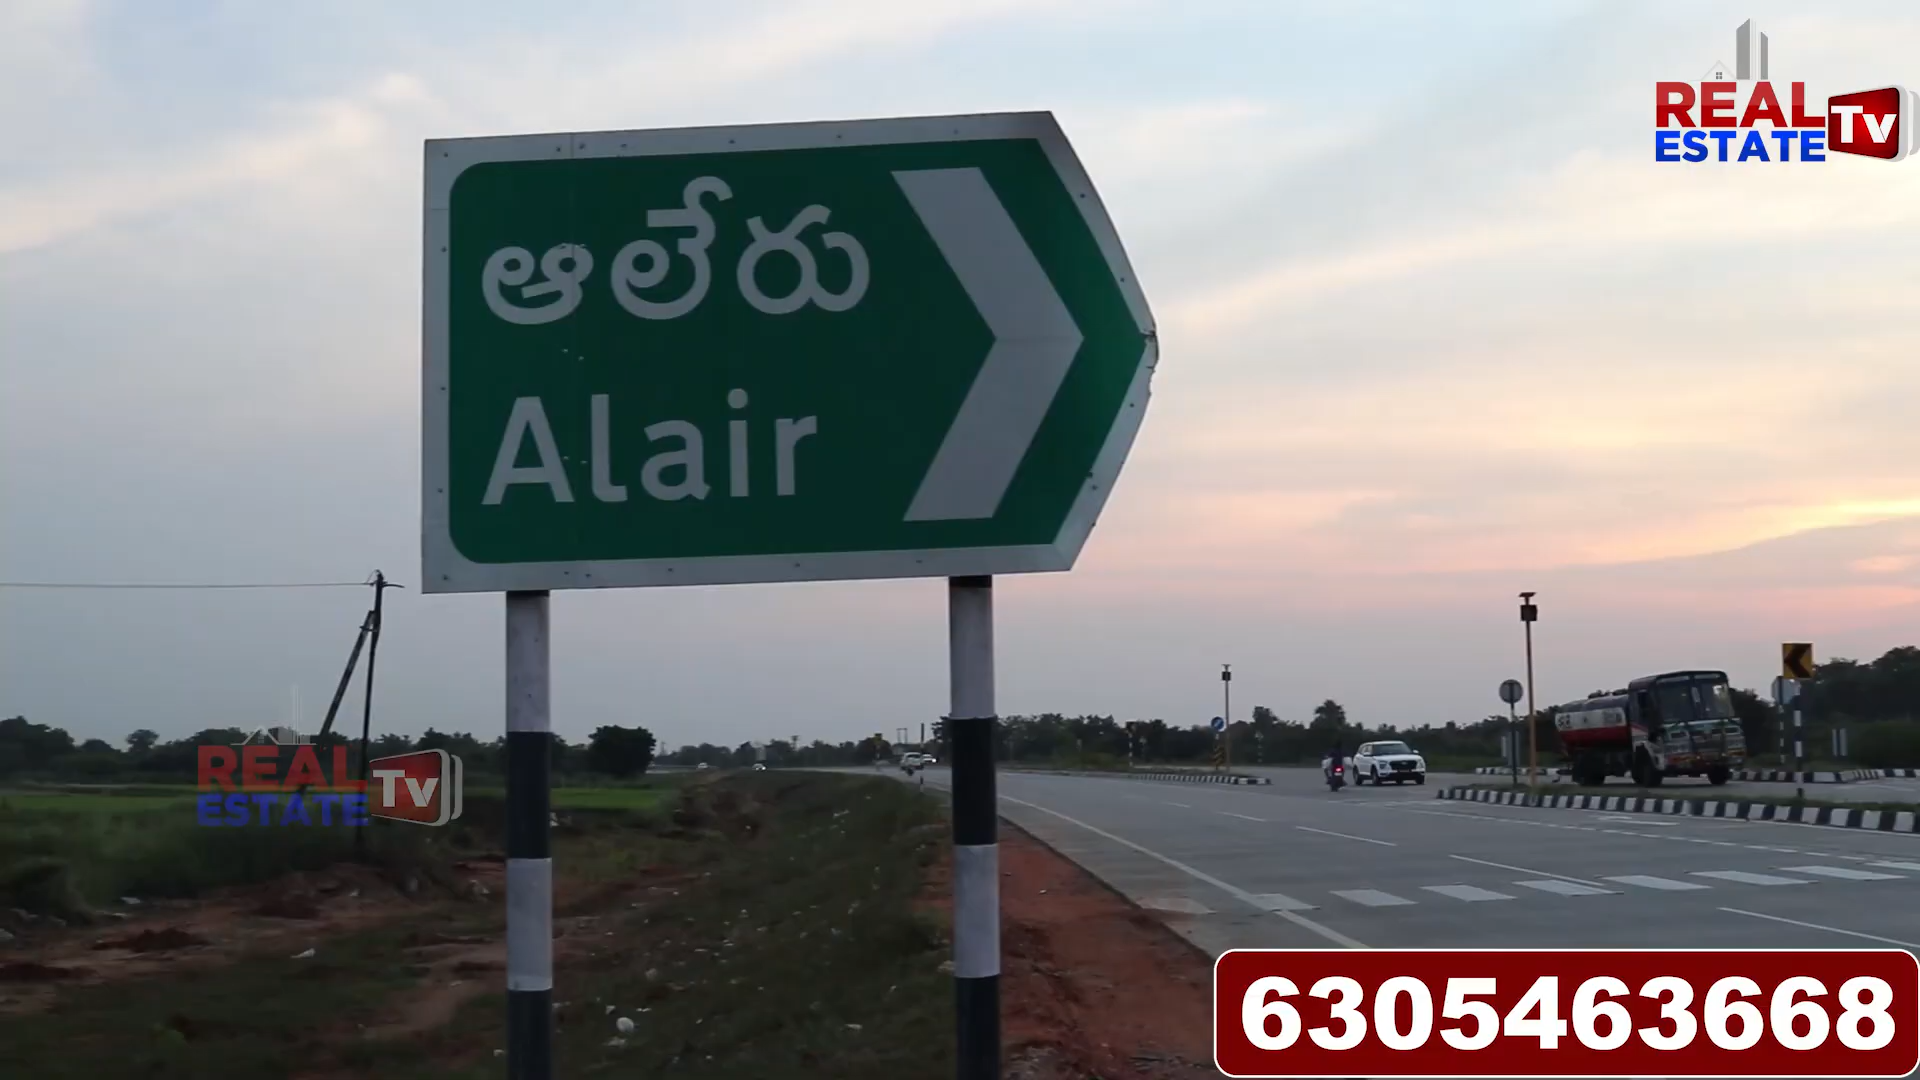 REAL
ESTATE Tv
ఆలేరు
Alair
REAL
ESTATE Tv
6305463668